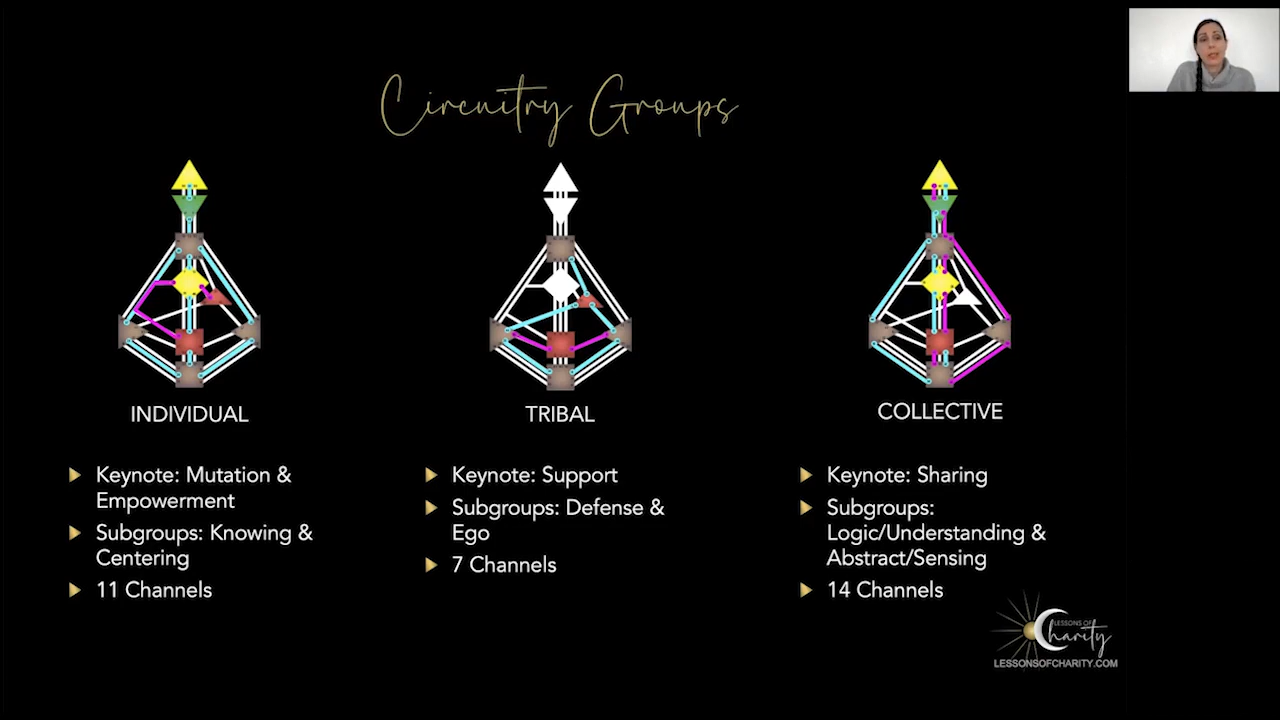 Circuitry Groups
INDIVIDUAL
Keynote: Mutation &
Empowerment
Subgroups: Knowing &
Centering
11 Channels
TRIBAL
Keynote: Support
Subgroups: Defense &
Ego
7 Channels
COLLECTIVE
Keynote: Sharing
Subgroups:
Logic/Understanding &
Abstract/Sensing
14 Channels
LESSONS OF
Charity
LESSONSOFCHARITY.COM